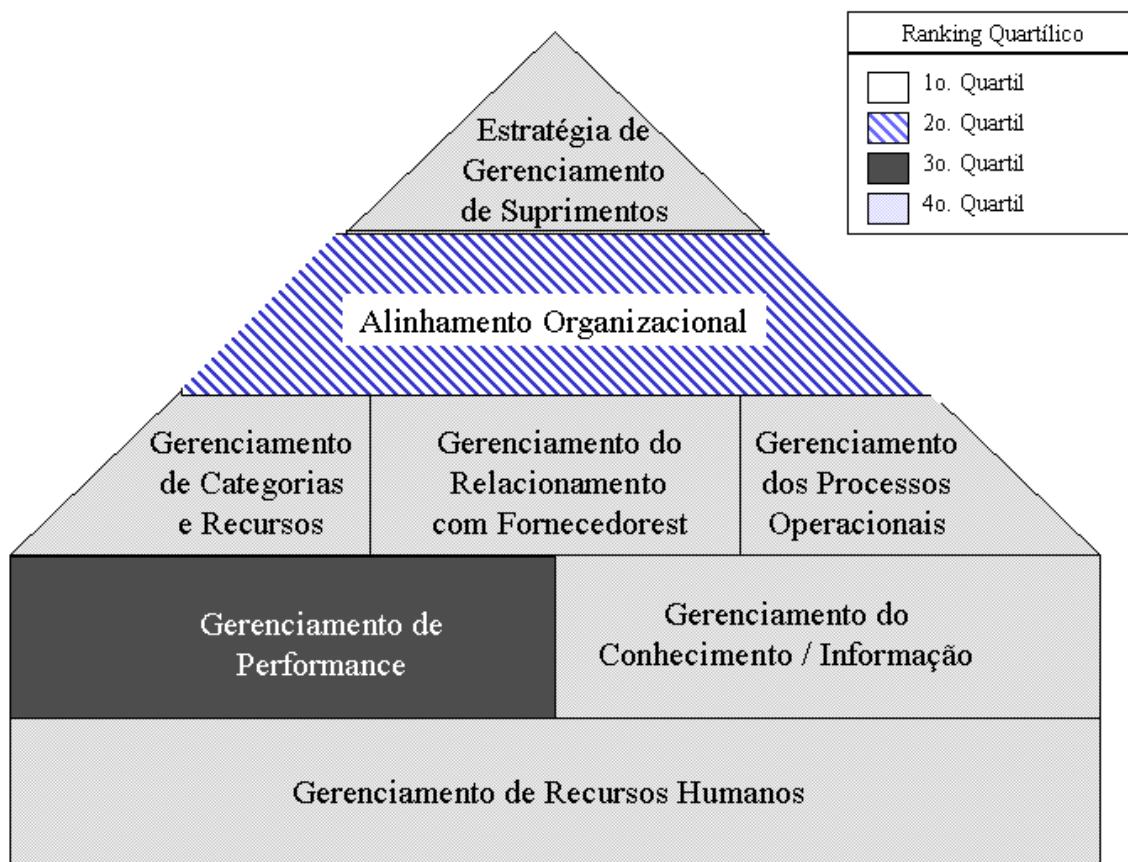 Ranking Quartílico
1o. Quartil
2o. Quartil
3o. Quartil
4o. Quartil
Estratégia de
Gerenciamento
de Suprimentos
Alinhamento Organizacional
Gerenciamento
de Categorias
e Recursos
Gerenciamento do
Relacionamento
com Fornecedorest
Gerenciamento
dos Processos
Operacionais
Gerenciamento de
Performance
Gerenciamento do
Conhecimento / Informação
Gerenciamento de Recursos Humanos